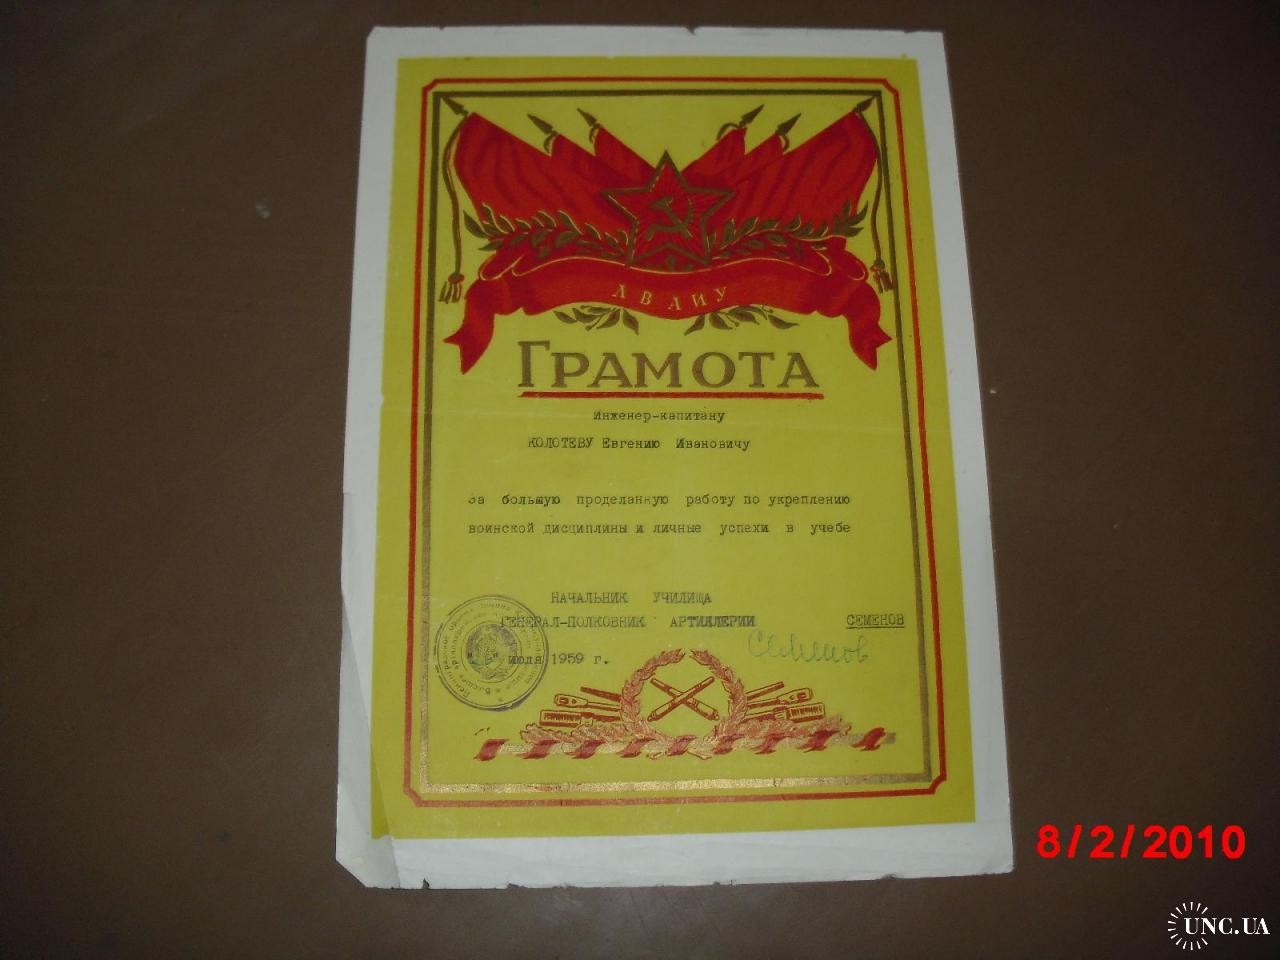 ЛВАИУ
ГРАМОТА
Инженер-капитану
КОЛОТЕВУ Евгению Ивановичу
За большую проделанную работу по укреплению
воинской дисциплины и личные успехи в учебе
НАЧАЛЬНИК УЧИЛИЩА
ГЕНЕРАЛ-ПОЛКОВНИК АРТИЛЛЕРИИ СЕМЕНОВ
Семенов
июля 1959 г.
8/2/2010
UNC.UA